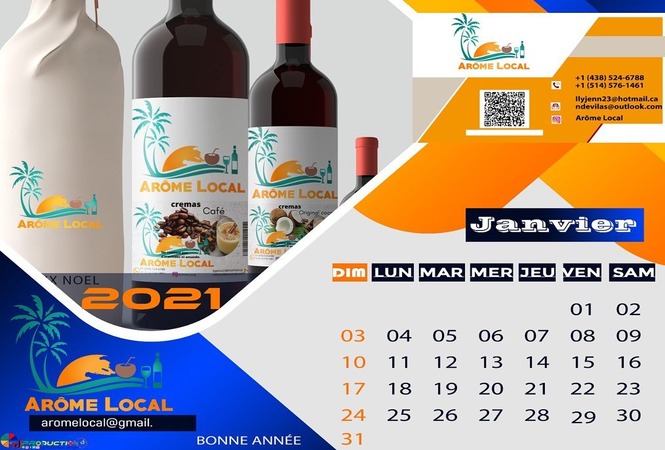 ARÔME LOCAL
cremas
Café
ARÔME LOCAL
ARÔME LOCAL
cremas
Original coco
ARÔME LOCAL
X NOEL
2021
ARÔME LOCAL
aromelocal@gmail.
BONNE ANNÉE
PRODUCTION
ARÔME LOCAL
+1 (438) 524-6788
+1 (514) 576-1461
llyjenn23@hotmail.ca
ndevilas@outlook.com
Arôme Local
Janvier
DIM LUN MAR MER JEU VEN SAM
01 02
03 04 05 06 07 08 09
10 11 12 13 14 15 16
17 18 19 20 21 22 23
24 25 26 27 28 29 30
31